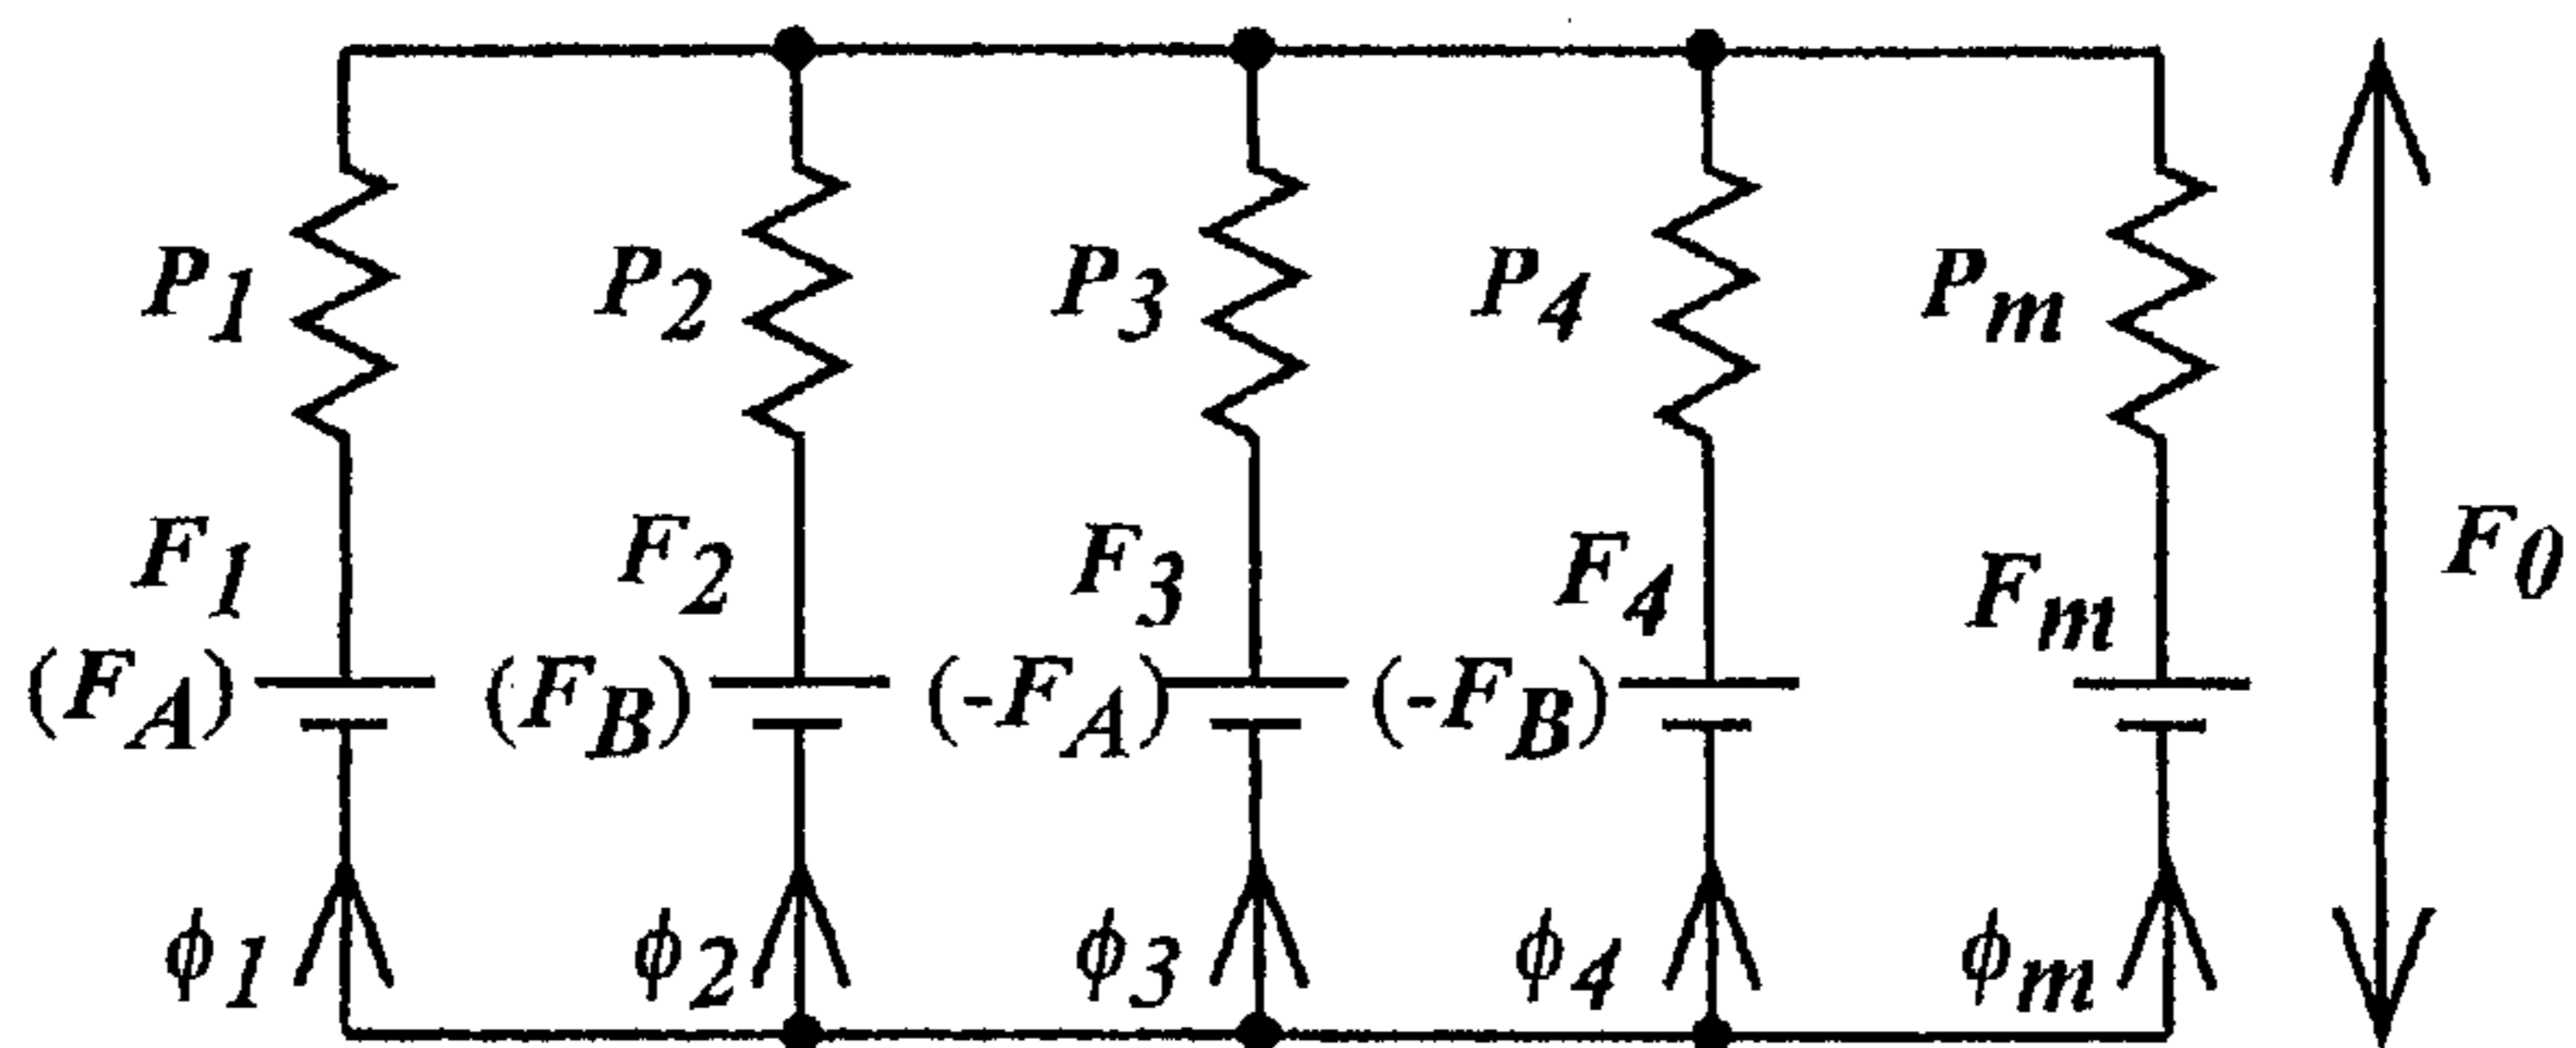 P1 P2 P3 P4 Pm
F1 F2 F3 F4 Fm F0
(FA) (FB) (-FA) (-FB)
ϕ1 ϕ2 ϕ3 ϕ4 ϕm